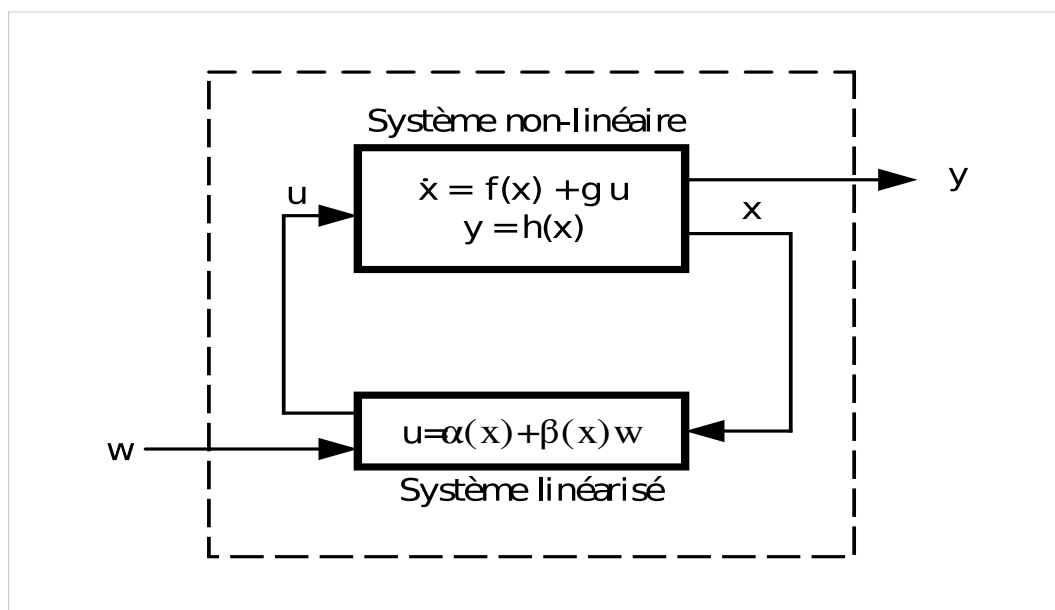 Système non-linéaire
ẋ = f(x) + g u
y = h(x)
u
y
x
u=α(x)+β(x)w
w
Système linéarisé